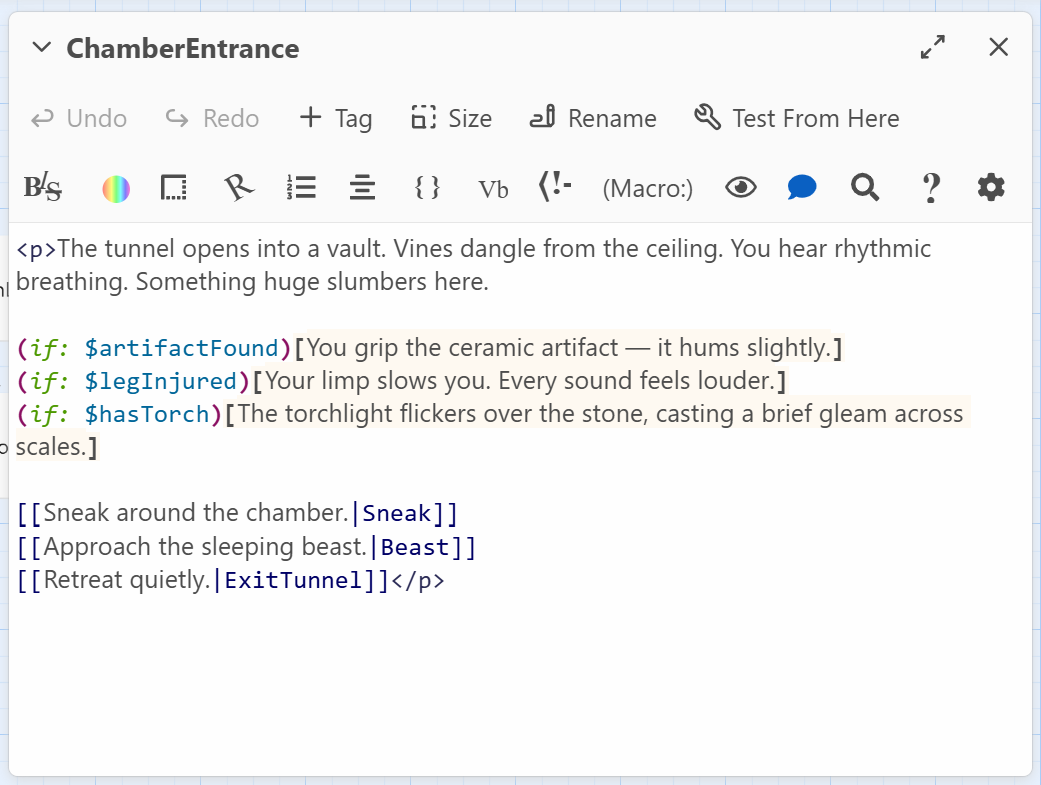 ChamberEntrance
Undo Redo + Tag Size Rename Test From Here
BIS { } Vb (!- (Macro:) ?
<p>The tunnel opens into a vault. Vines dangle from the ceiling. You hear rhythmic
breathing. Something huge slumbers here.
(if: $artifactFound)[You grip the ceramic artifact — it hums slightly.]
(if: $legInjured)[Your limp slows you. Every sound feels louder.]
(if: $hasTorch)[The torchlight flickers over the stone, casting a brief gleam across
scales.]
[[Sneak around the chamber.|Sneak]]
[[Approach the sleeping beast.|Beast]]
[[Retreat quietly.|ExitTunnel]]</p>